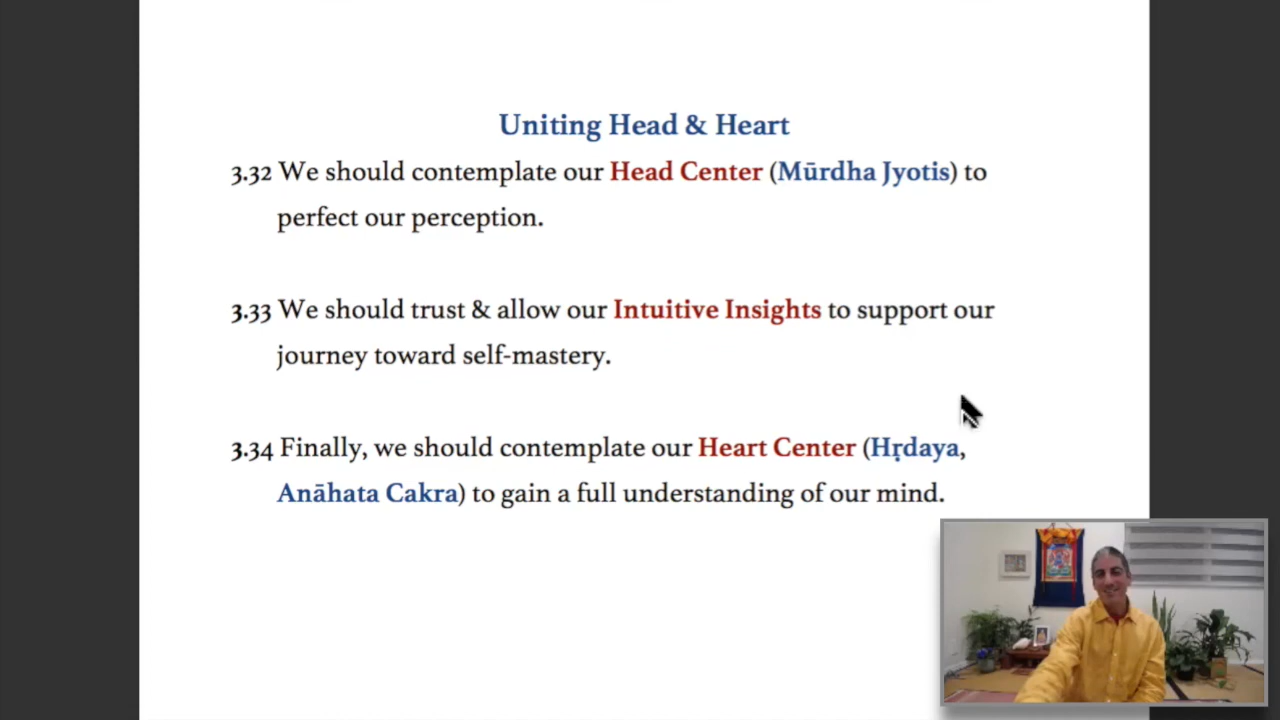 Uniting Head & Heart
3.32 We should contemplate our Head Center (Mūrdha Jyotis) to
perfect our perception.
3.33 We should trust & allow our Intuitive Insights to support our
journey toward self-mastery.
3.34 Finally, we should contemplate our Heart Center (Hṛdaya,
Anāhata Cakra) to gain a full understanding of our mind.